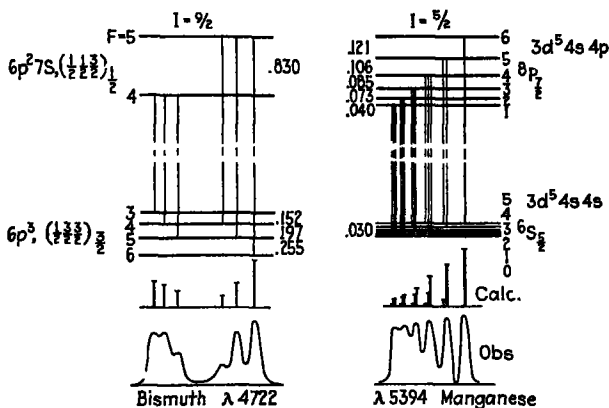 I = 9/2
F=5
6p²7S,(½ ½ 3/2)½
.830
4
3
4
5
6
.152
.197
.255
6p³, (½ 3/2 3/2)3/2
Bismuth λ 4722
I = 5/2
6
5
4
3
2
1
.121
.106
.085
.073
.040
3d⁵4s 4p
⁸P7/2
5
4
3
2
1
0
.030
3d⁵4s 4s
⁶S5/2
Calc.
Obs
λ 5394 Manganese